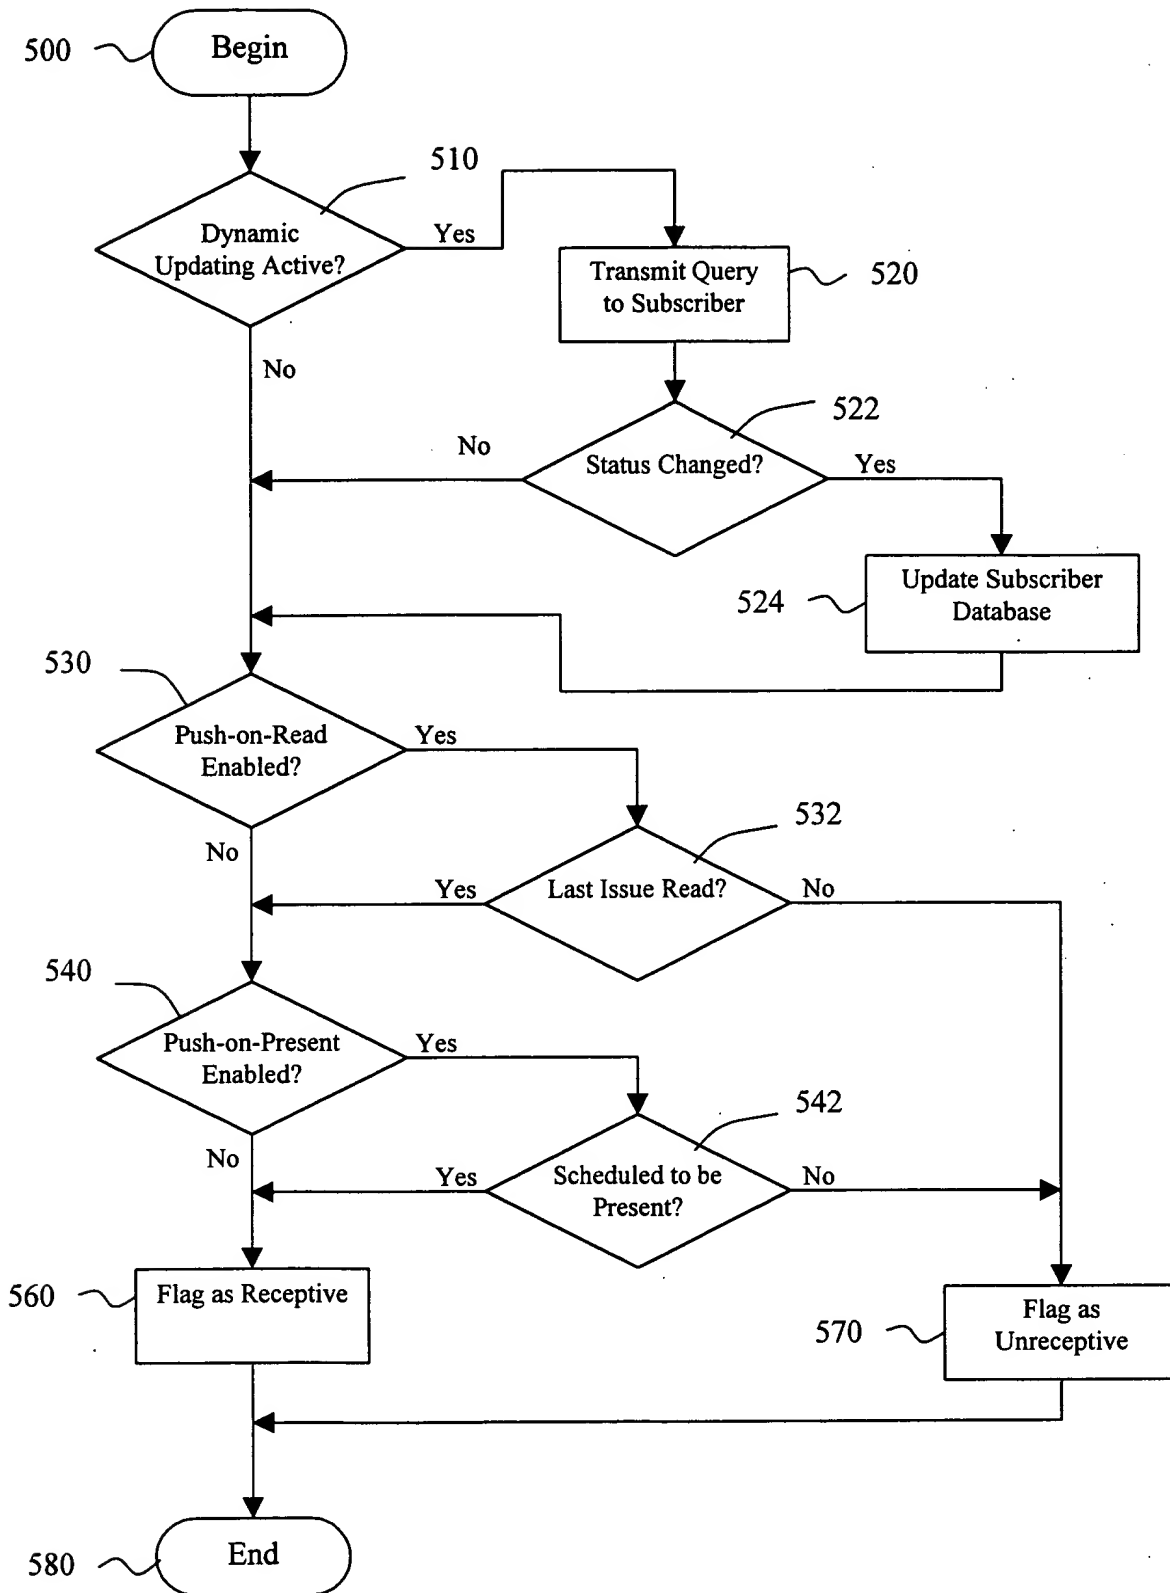 500
Begin
510
Dynamic
Updating Active?
Yes
Transmit Query
to Subscriber
520
No
522
No
Status Changed?
Yes
Update Subscriber
Database
524
530
Push-on-Read
Enabled?
Yes
532
No
Yes
Last Issue Read?
No
540
Push-on-Present
Enabled?
Yes
542
No
Yes
Scheduled to be
Present?
No
560
Flag as Receptive
Flag as
Unreceptive
570
580
End